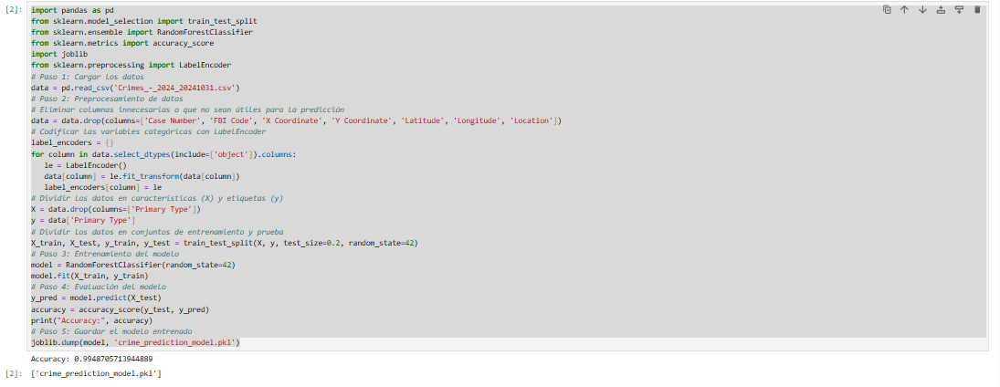 [2]: import pandas as pd
from sklearn.model_selection import train_test_split
from sklearn.ensemble import RandomForestClassifier
from sklearn.metrics import accuracy_score
import joblib
from sklearn.preprocessing import LabelEncoder
# Paso 1: Cargar los datos
data = pd.read_csv('Crimes_-_2024_20241031.csv')
# Paso 2: Preprocesamiento de datos
# Eliminar columnas innecesarias o que no sean útiles para la predicción
data = data.drop(columns=['Case Number', 'FBI Code', 'X Coordinate', 'Y Coordinate', 'Latitude', 'Longitude', 'Location'])
# Codificar las variables categóricas con LabelEncoder
label_encoders = {}
for column in data.select_dtypes(include=['object']).columns:
   le = LabelEncoder()
   data[column] = le.fit_transform(data[column])
   label_encoders[column] = le
# Dividir los datos en características (X) y etiquetas (y)
X = data.drop(columns=['Primary Type'])
y = data['Primary Type']
# Dividir los datos en conjuntos de entrenamiento y prueba
X_train, X_test, y_train, y_test = train_test_split(X, y, test_size=0.2, random_state=42)
# Paso 3: Entrenamiento del modelo
model = RandomForestClassifier(random_state=42)
model.fit(X_train, y_train)
# Paso 4: Evaluación del modelo
y_pred = model.predict(X_test)
accuracy = accuracy_score(y_test, y_pred)
print("Accuracy:", accuracy)
# Paso 5: Guardar el modelo entrenado
joblib.dump(model, 'crime_prediction_model.pkl')
Accuracy: 0.9948705713944889
[2]: ['crime_prediction_model.pkl']